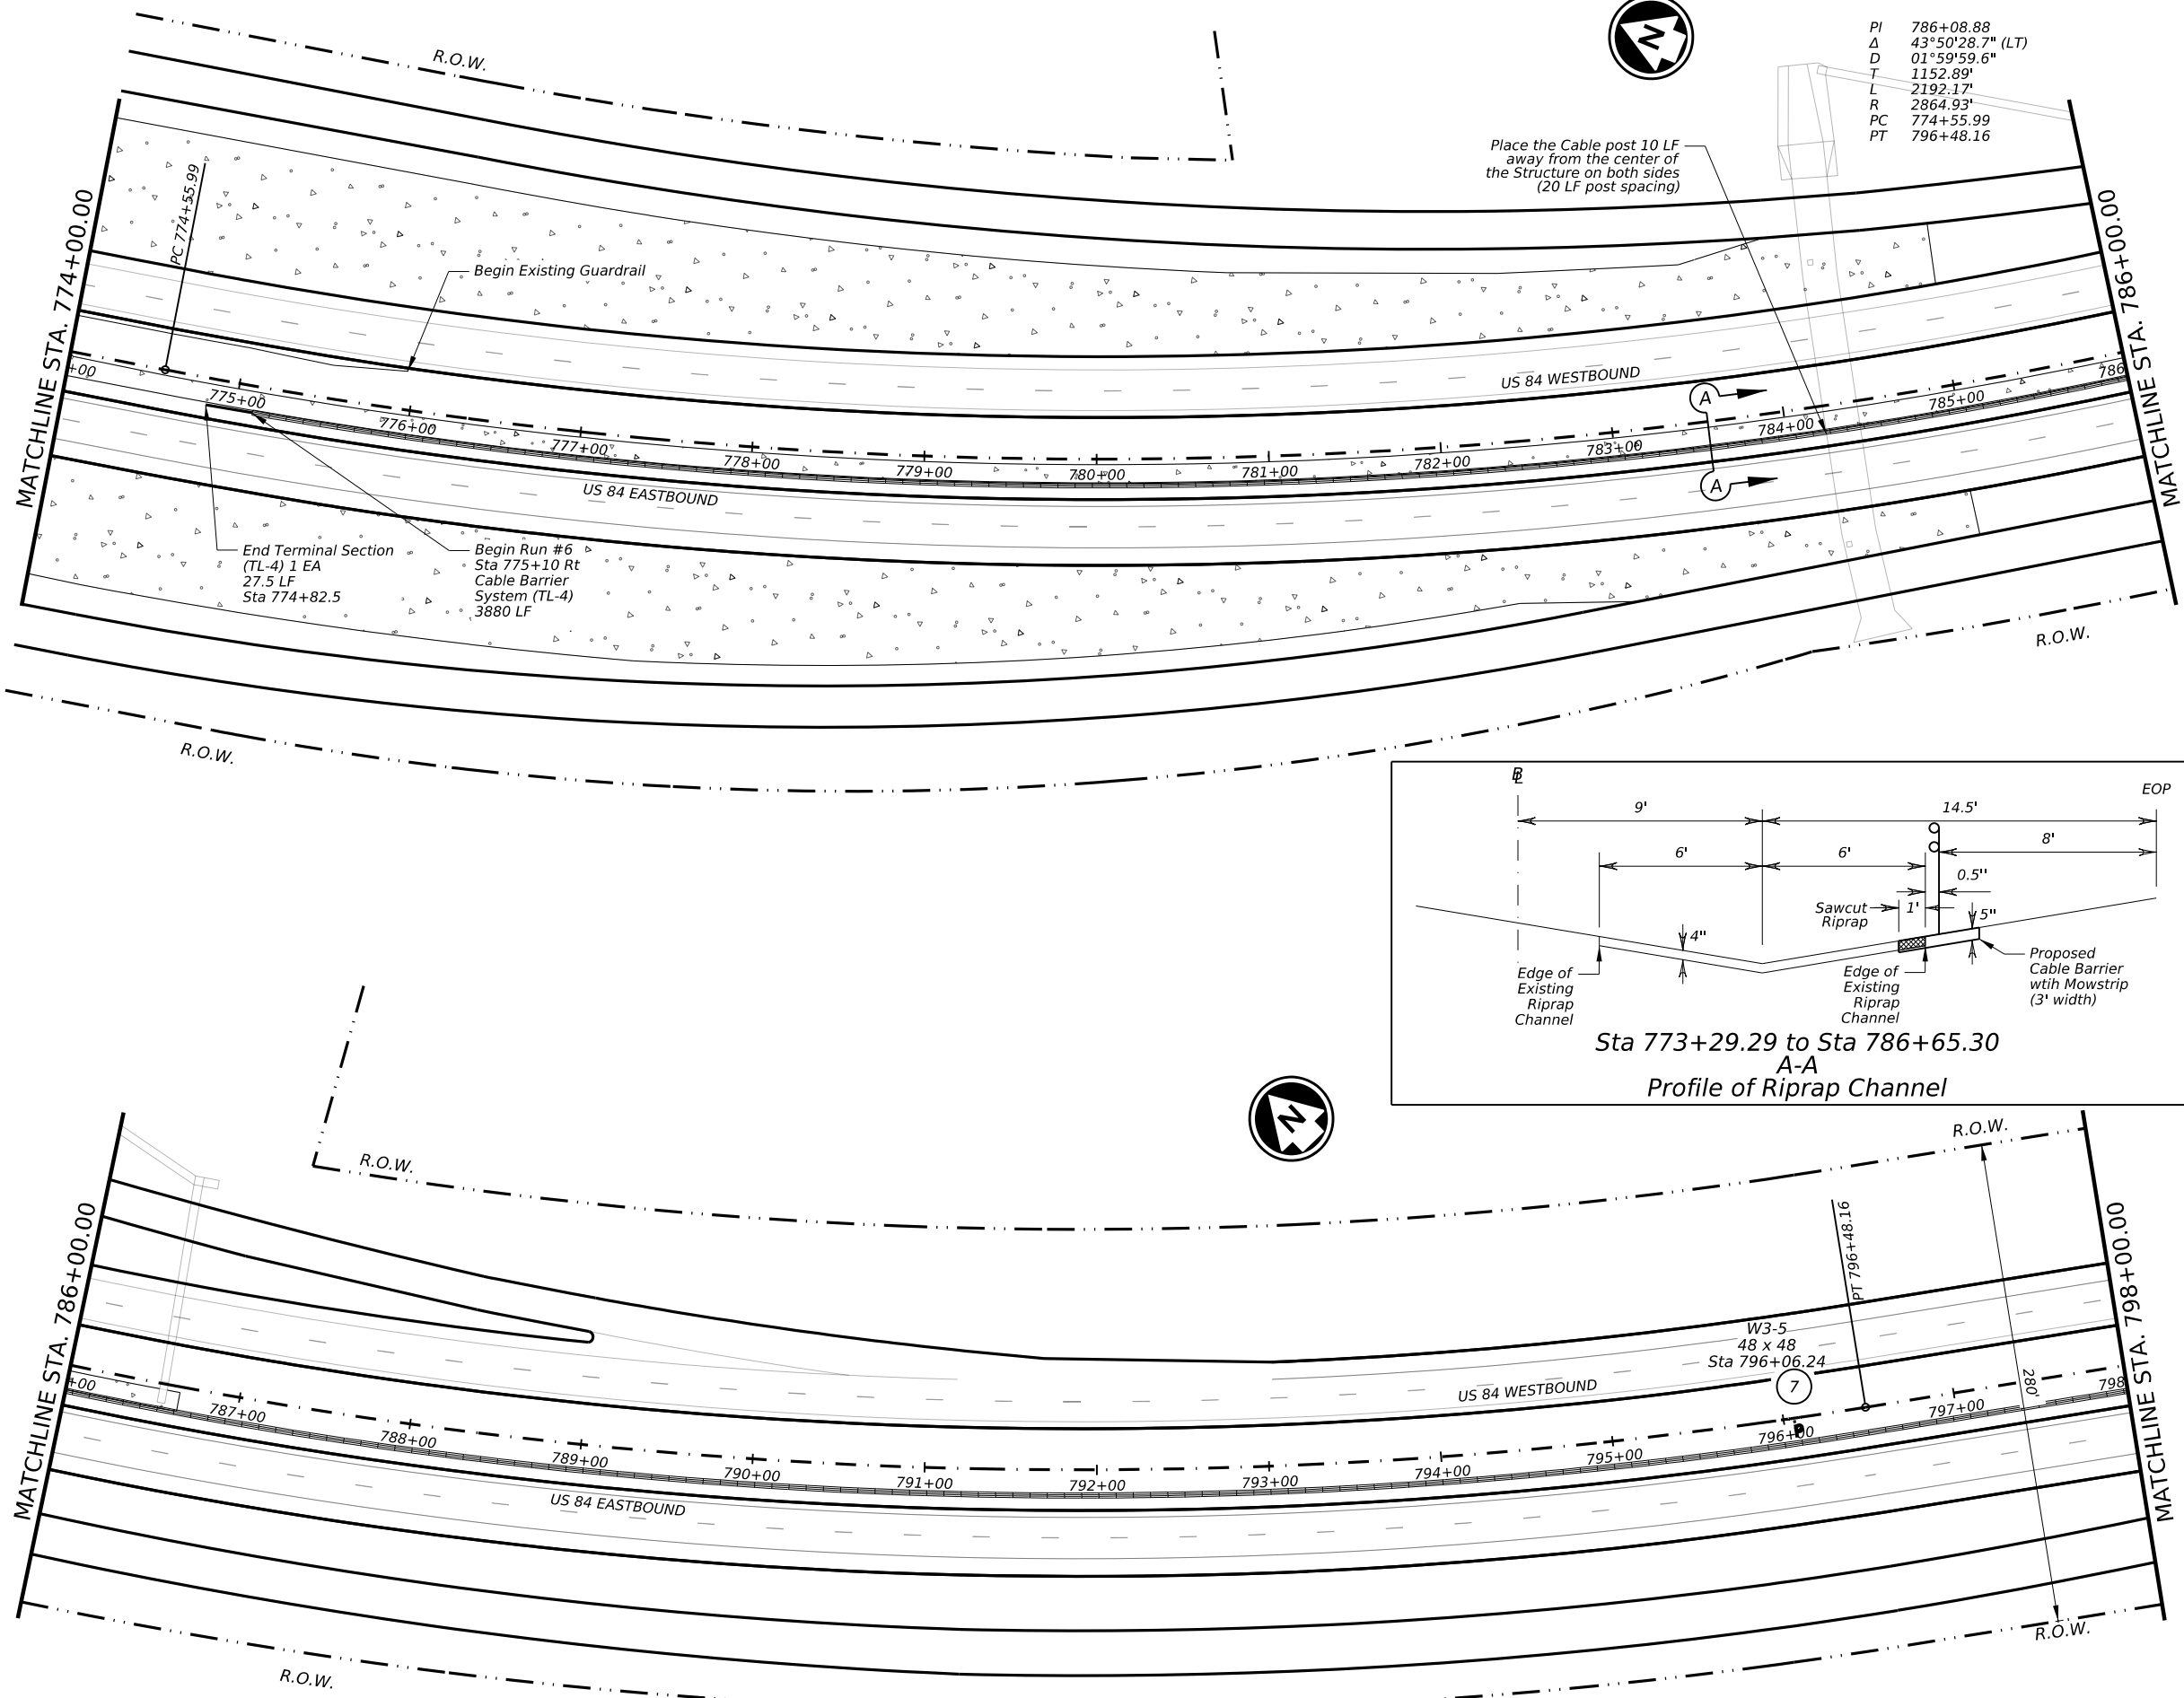 R.O.W.
N
PI 786+08.88
Δ 43°50'28.7" (LT)
D 01°59'59.6"
T 1152.89'
L 2192.17'
R 2864.93'
PC 774+55.99
PT 796+48.16
Place the Cable post 10 LF
away from the center of
the Structure on both sides
(20 LF post spacing)
MATCHLINE STA. 774+00.00
PC 774+55.99
Begin Existing Guardrail
MATCHLINE STA. 786+00.00
US 84 WESTBOUND
A
A
+00
775+00
776+00
777+00
778+00
779+00
780+00
781+00
782+00
783+00
784+00
785+00
786
US 84 EASTBOUND
End Terminal Section
(TL-4) 1 EA
27.5 LF
Sta 774+82.5
Begin Run #6
Sta 775+10 Rt
Cable Barrier
System (TL-4)
3880 LF
R.O.W.
R.O.W.
EOP
9'
14.5'
6'
6'
8'
0.5''
Sawcut
Riprap
1'
5"
4"
Edge of
Existing
Riprap
Channel
Edge of
Existing
Riprap
Channel
Proposed
Cable Barrier
wtih Mowstrip
(3' width)
Sta 773+29.29 to Sta 786+65.30
A-A
Profile of Riprap Channel
N
R.O.W.
R.O.W.
MATCHLINE STA. 786+00.00
PT 796+48.16
MATCHLINE STA. 798+00.00
W3-5
48 x 48
Sta 796+06.24
7
US 84 WESTBOUND
280'
+00
787+00
788+00
789+00
790+00
791+00
792+00
793+00
794+00
795+00
796+00
797+00
798
US 84 EASTBOUND
R.O.W.
R.O.W.